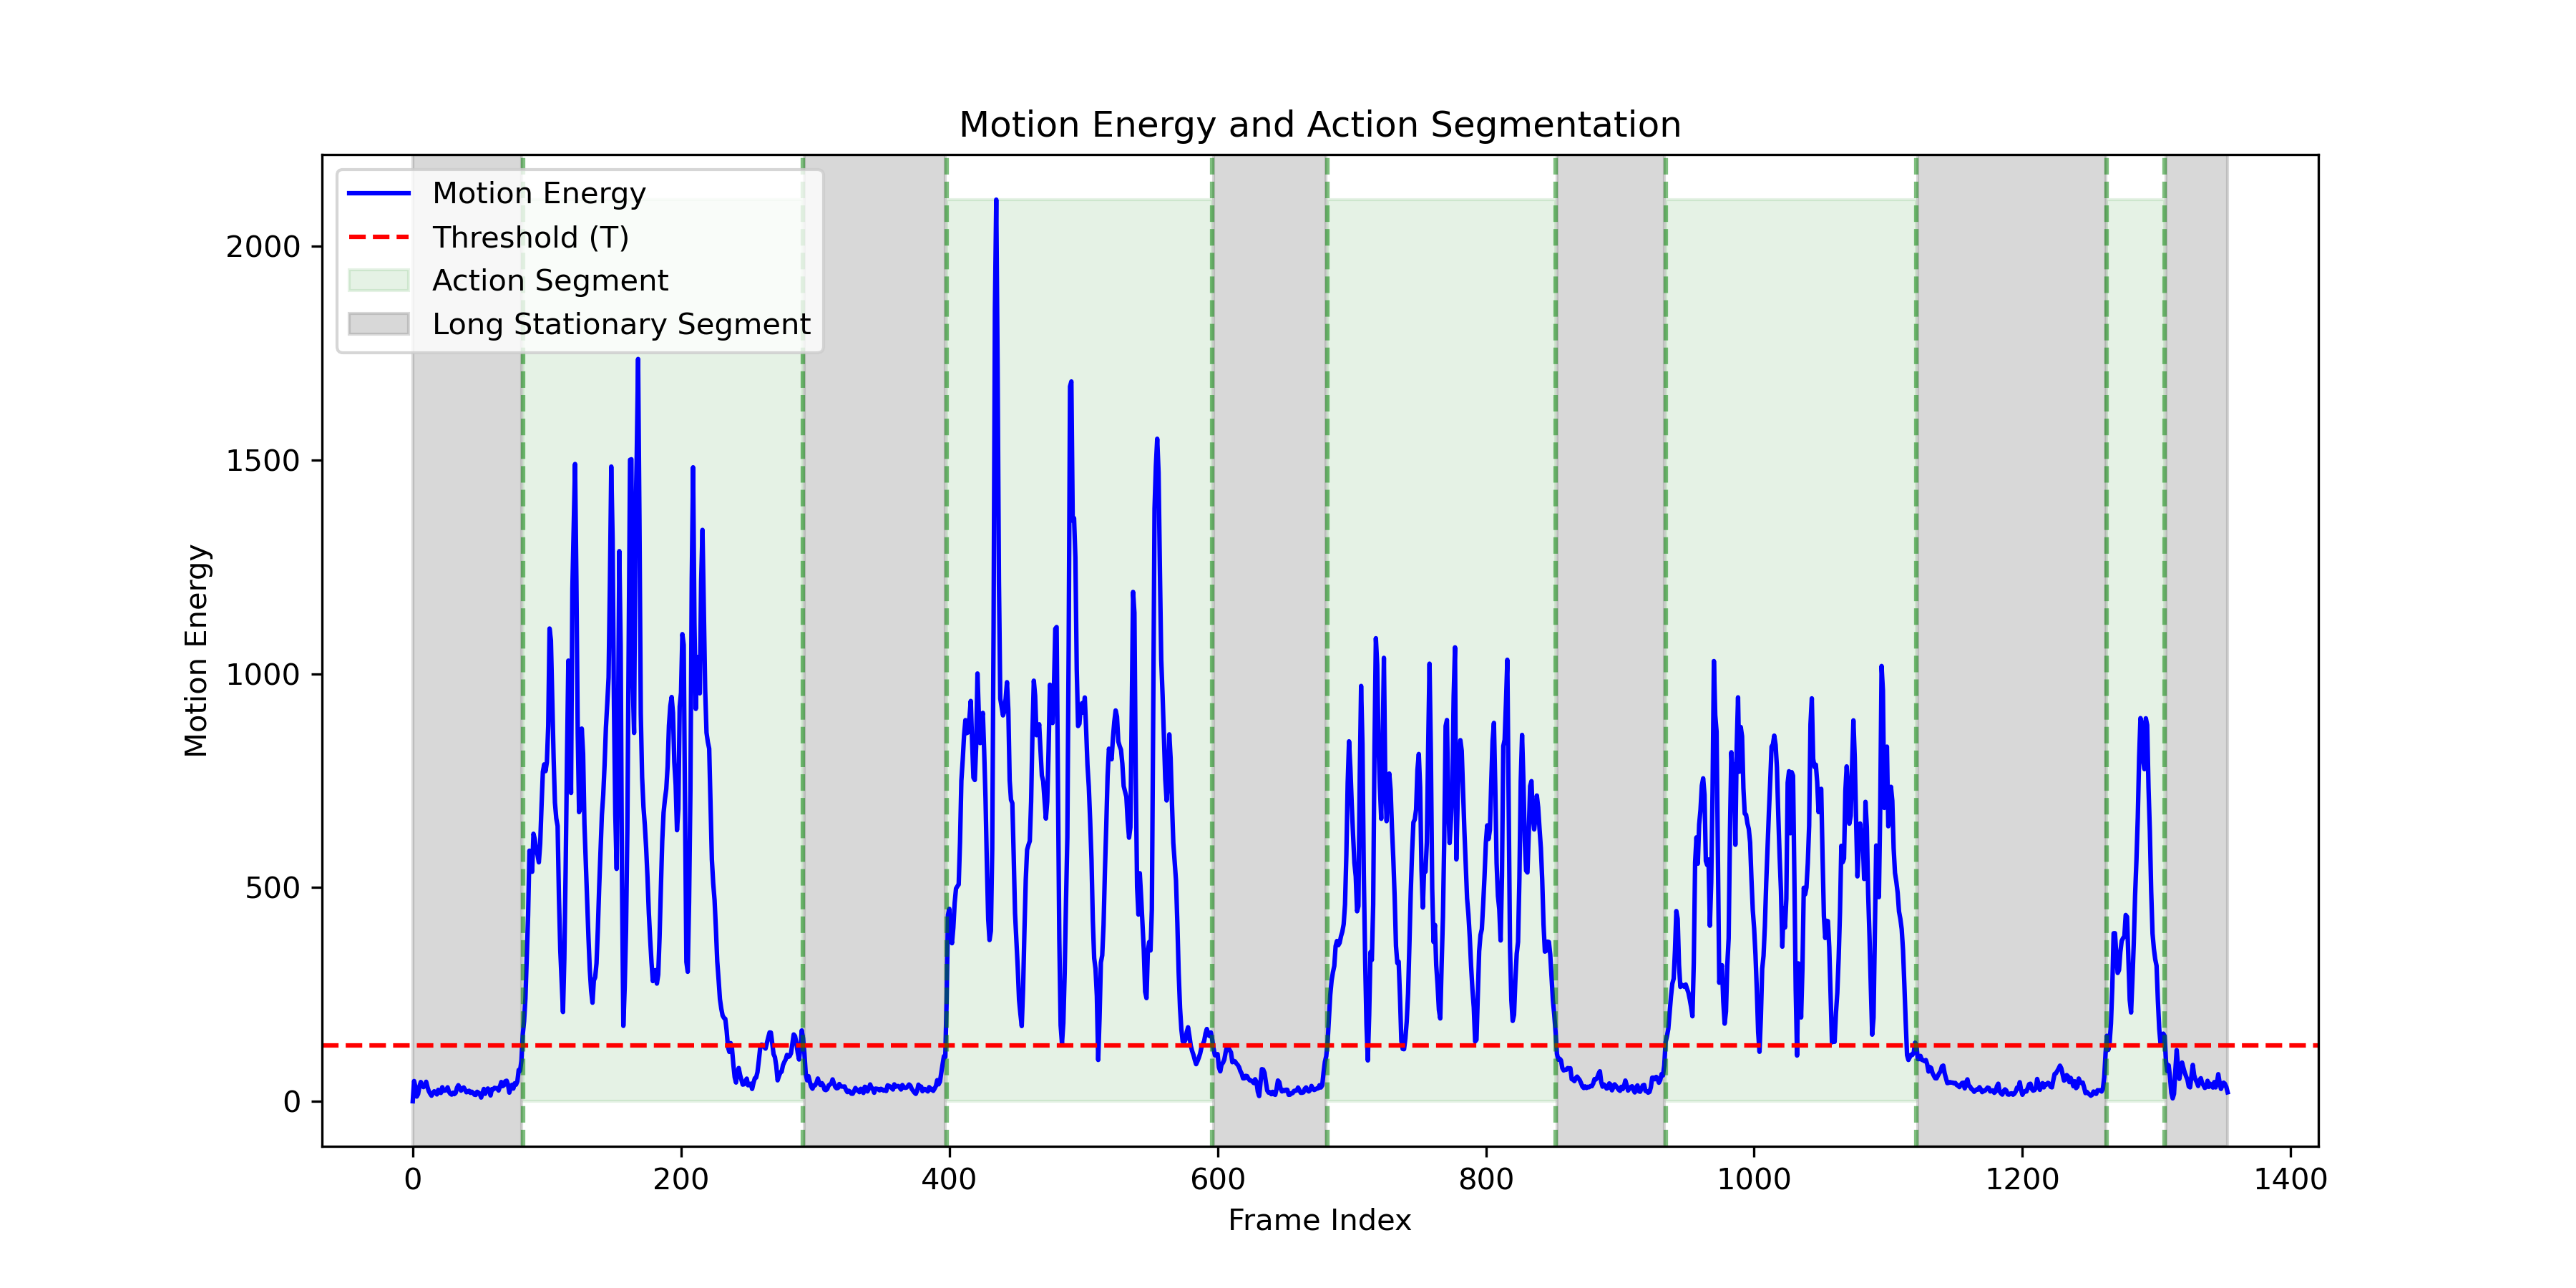 Motion Energy and Action Segmentation
Motion Energy
Threshold (T)
Action Segment
Long Stationary Segment
2000
1500
1000
500
0
Motion Energy
0 200 400 600 800 1000 1200 1400
Frame Index